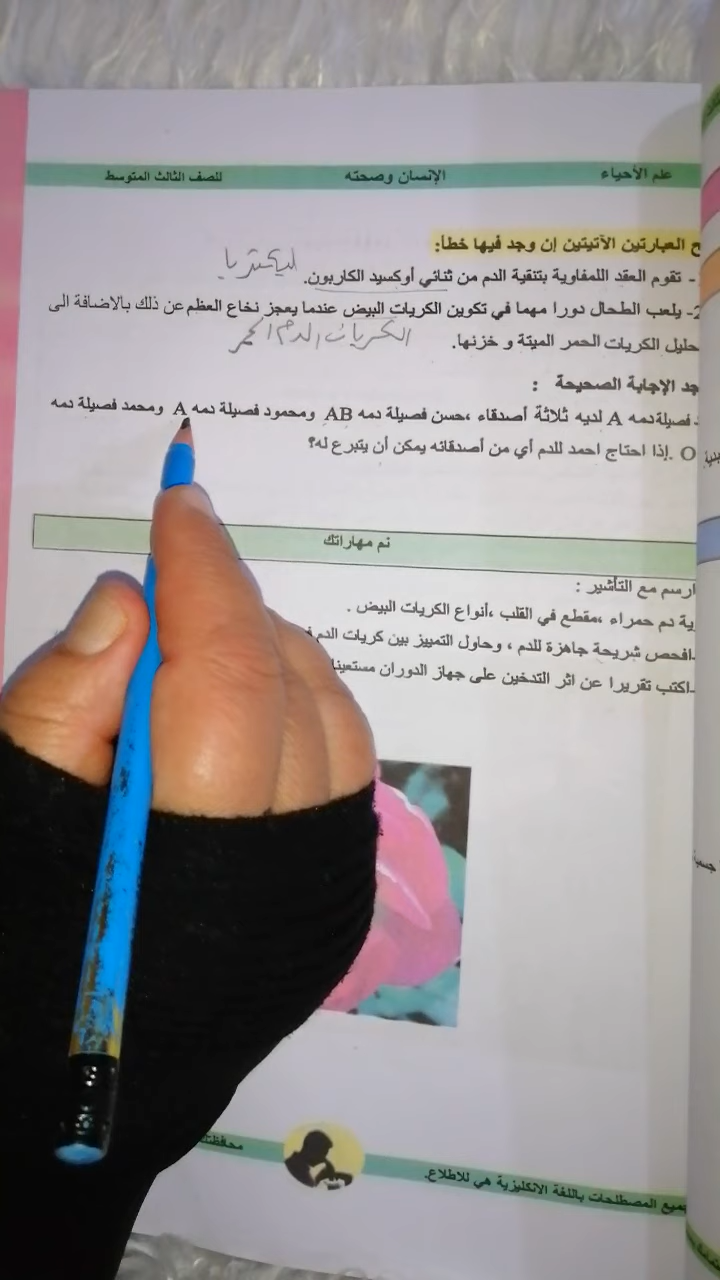 علم الأحياء الإنسان وصحته للصف الثالث المتوسط
ح العبارتين الآتيتين إن وجد فيها خطأ:
البكتريا
- تقوم العقد اللمفاوية بتنقية الدم من ثنائي أوكسيد الكاربون.
2- يلعب الطحال دورا مهما في تكوين الكريات البيض عندما يعجز نخاع العظم عن ذلك بالاضافة الى
حليل الكريات الحمر الميتة و خزنها.
الكريات الدم الحمر
جد الإجابة الصحيحة :
فصيلة دمه A لديه ثلاثة أصدقاء ،حسن فصيلة دمه AB ومحمود فصيلة دمه A ومحمد فصيلة دمه
O .إذا احتاج احمد للدم أي من أصدقائه يمكن أن يتبرع له؟
نم مهاراتك
ارسم مع التأشير :
ية دم حمراء ،مقطع في القلب ،أنواع الكريات البيض .
افحص شريحة جاهزة للدم ، وحاول التمييز بين كريات الدم
اكتب تقريرا عن اثر التدخين على جهاز الدوران مستعينا
جسمية
جميع المصطلحات باللغة الانكليزية هي للاطلاع.